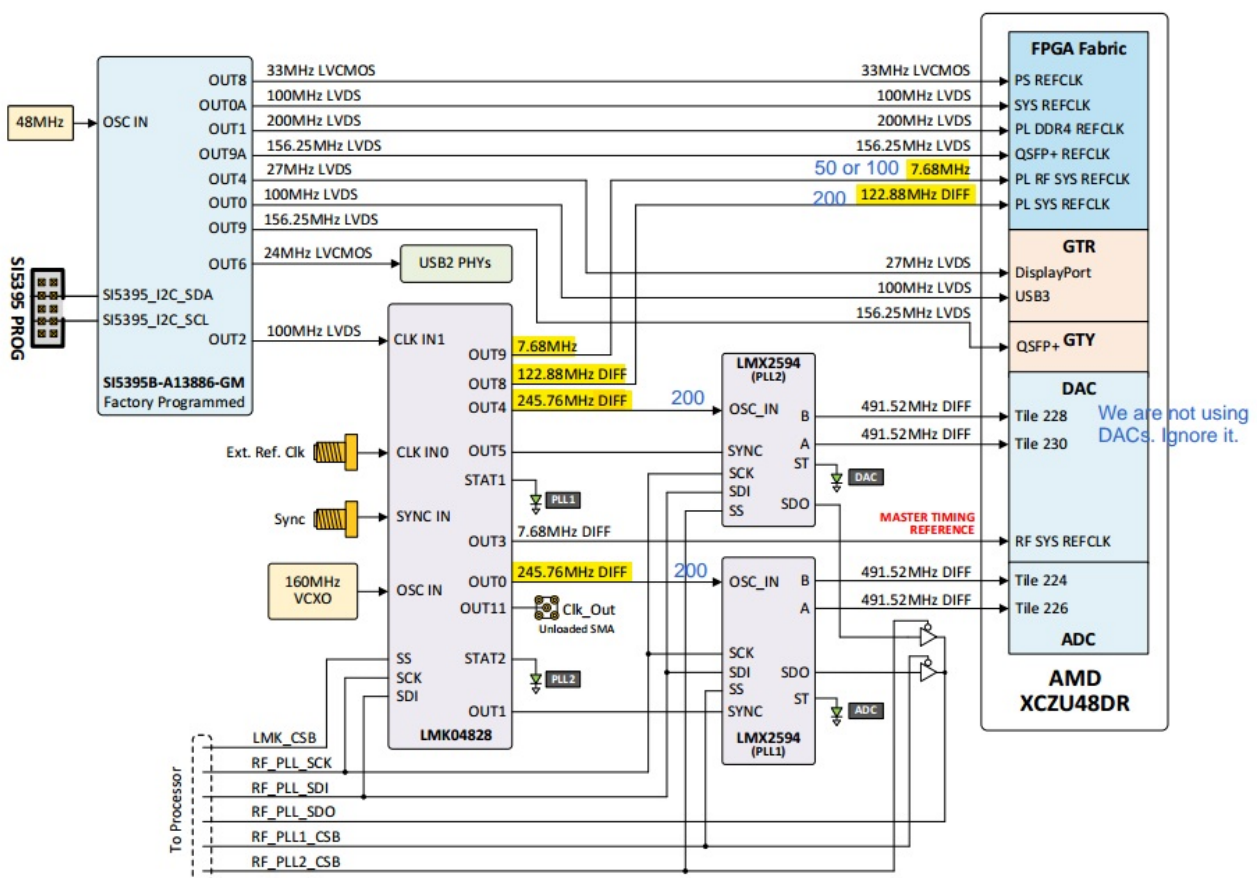 FPGA Fabric
33MHz LVCMOS
33MHz LVCMOS
OUT8
PS REFCLK
100MHz LVDS
100MHz LVDS
OUT0A
SYS REFCLK
48MHz
OSC IN
200MHz LVDS
200MHz LVDS
OUT1
PL DDR4 REFCLK
156.25MHz LVDS
156.25MHz LVDS
OUT9A
QSFP+ REFCLK
27MHz LVDS
50 or 100
7.68MHz
OUT4
PL RF SYS REFCLK
100MHz LVDS
200
122.88MHz DIFF
OUT0
PL SYS REFCLK
156.25MHz LVDS
OUT9
GTR
24MHz LVCMOS
OUT6
USB2 PHYs
27MHz LVDS
DisplayPort
SI5395 PROG
SI5395_I2C_SDA
100MHz LVDS
USB3
SI5395_I2C_SCL
156.25MHz LVDS
100MHz LVDS
OUT2
CLK IN1
QSFP+
GTY
SI5395B-A13886-GM
Factory Programmed
7.68MHz
OUT9
122.88MHz DIFF
OUT8
245.76MHz DIFF
OUT4
200
LMX2594
(PLL2)
OSC_IN
B
A
SYNC
ST
SCK
SDI
SS
SDO
DAC
491.52MHz DIFF
491.52MHz DIFF
DAC
Tile 228
Tile 230
We are not using
DACs. Ignore it.
Ext. Ref. Clk
CLK IN0
OUT5
STAT1
PLL1
Sync
SYNC IN
MASTER TIMING
REFERENCE
OUT3
7.68MHz DIFF
RF SYS REFCLK
160MHz
VCXO
OSC IN
OUT0
245.76MHz DIFF
200
OSC_IN
B
A
491.52MHz DIFF
491.52MHz DIFF
Tile 224
Tile 226
ADC
OUT11
Clk_Out
Unloaded SMA
SS
SCK
SDI
STAT2
PLL2
SCK
SDI
SS
SYNC
SDO
ST
ADC
AMD
XCZU48DR
OUT1
LMK04828
LMX2594
(PLL1)
To Processor
LMK_CSB
RF_PLL_SCK
RF_PLL_SDI
RF_PLL_SDO
RF_PLL1_CSB
RF_PLL2_CSB